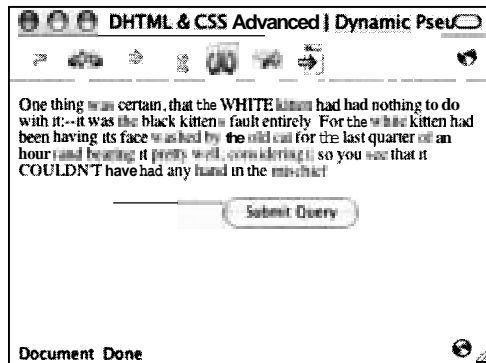 DHTML & CSS Advanced | Dynamic Pseu
One thing was certain, that the WHITE kitten had had nothing to do
with it:--it was the black kittens fault entirely For the white kitten had
been having its face washed by the old cat for the last quarter of an
hour (and bearing it pretty well, considering) so you see that it
COULDN'T have had any hand in the mischief
Submit Query
Document Done